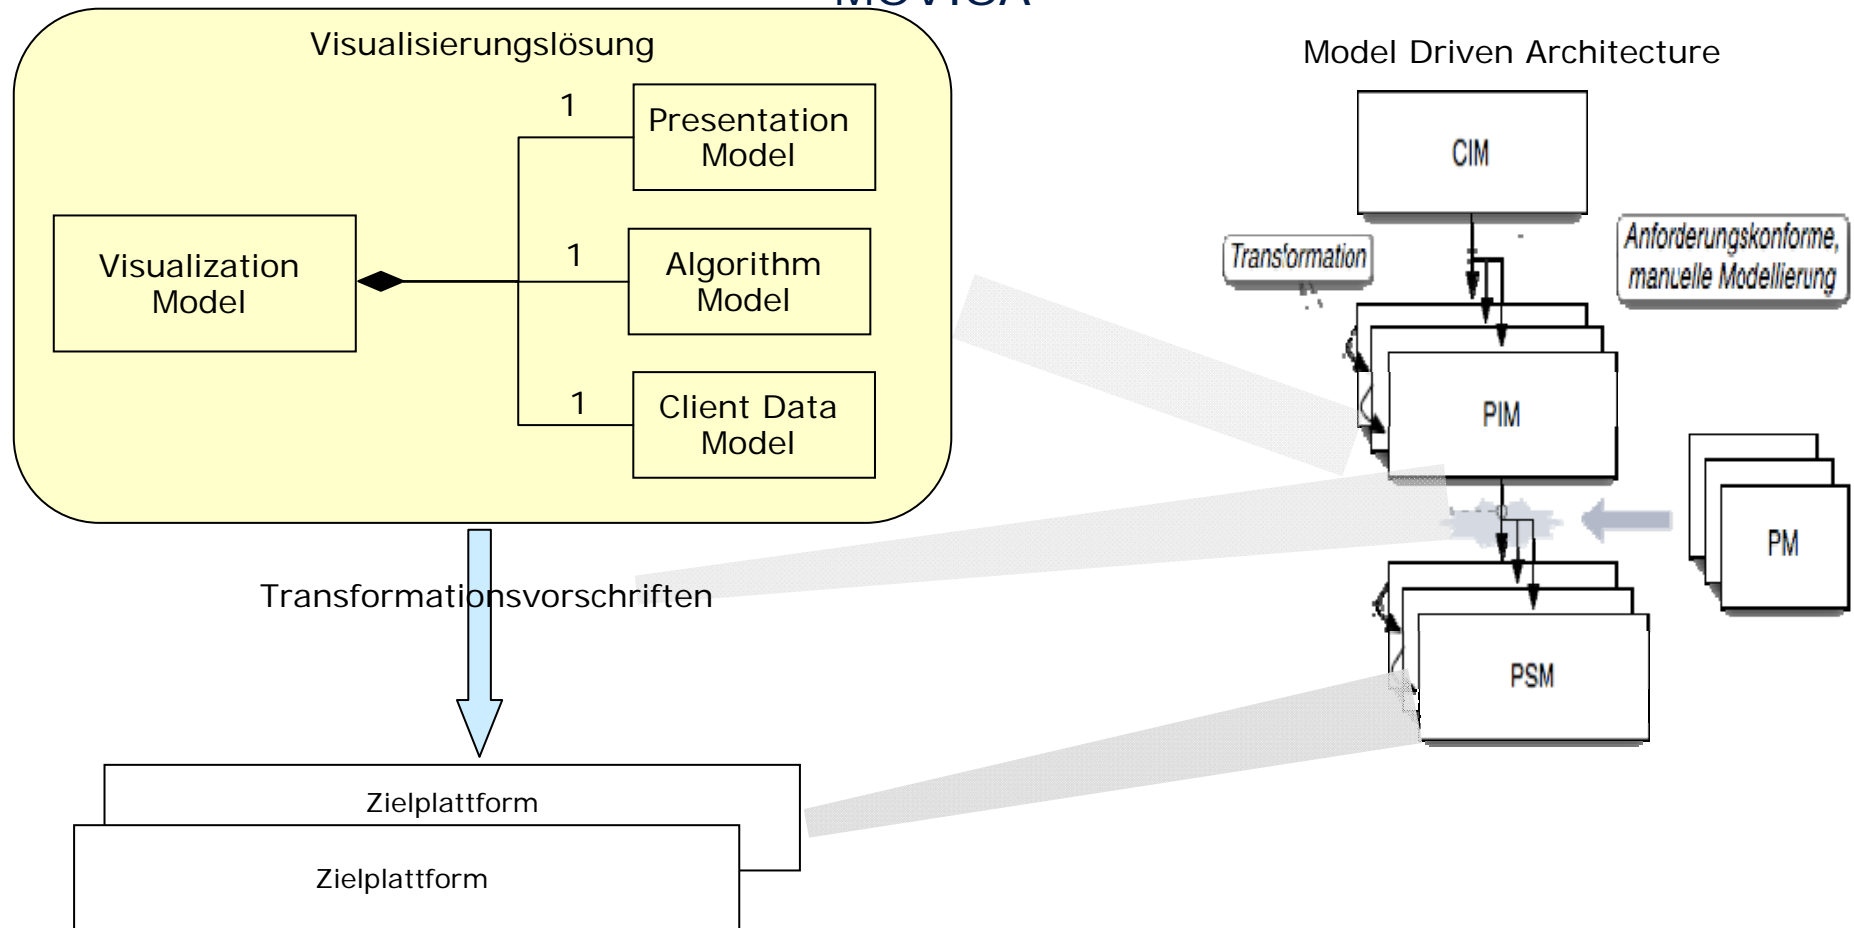 MOVICA
Visualisierungslösung
1
Presentation
Model
Visualization
Model
1
Algorithm
Model
1
Client Data
Model
Transformationsvorschriften
Zielplattform
Zielplattform
Model Driven Architecture
CIM
Transformation
Anforderungskonforme,
manuelle Modellierung
PIM
PM
PSM